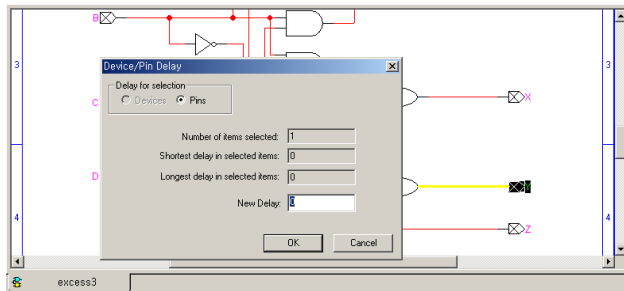 B
3
3
Device/Pin Delay
Delay for selection
Devices
Pins
C
X
Number of items selected: 1
Shortest delay in selected items: 0
Longest delay in selected items: 0
D
Y
New Delay: 0
4
4
Z
OK
Cancel
excess3